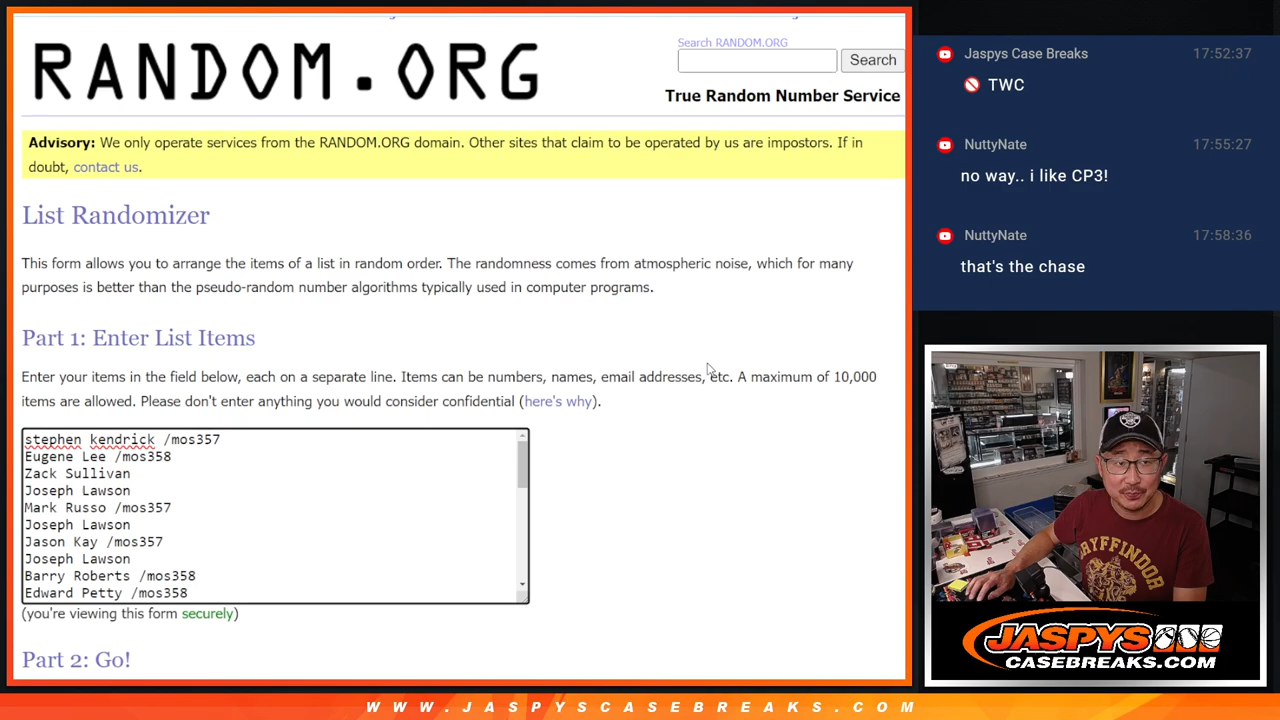 RANDOM.ORG
Search RANDOM.ORG
Search
True Random Number Service
Advisory: We only operate services from the RANDOM.ORG domain. Other sites that claim to be operated by us are impostors. If in
doubt, contact us.
List Randomizer
This form allows you to arrange the items of a list in random order. The randomness comes from atmospheric noise, which for many
purposes is better than the pseudo-random number algorithms typically used in computer programs.
Part 1: Enter List Items
Enter your items in the field below, each on a separate line. Items can be numbers, names, email addresses, etc. A maximum of 10,000
items are allowed. Please don't enter anything you would consider confidential (here's why).
stephen kendrick /mos357
Eugene Lee /mos358
Zack Sullivan
Joseph Lawson
Mark Russo /mos357
Joseph Lawson
Jason Kay /mos357
Joseph Lawson
Barry Roberts /mos358
Edward Petty /mos358
(you're viewing this form securely)
Part 2: Go!
Jaspys Case Breaks 17:52:37
🚫 TWC
NuttyNate 17:55:27
no way.. i like CP3!
NuttyNate 17:58:36
that's the chase
GRYFFINDOR
JASPYS
CASEBREAKS.COM
WWW.JASPYSCASEBREAKS.COM